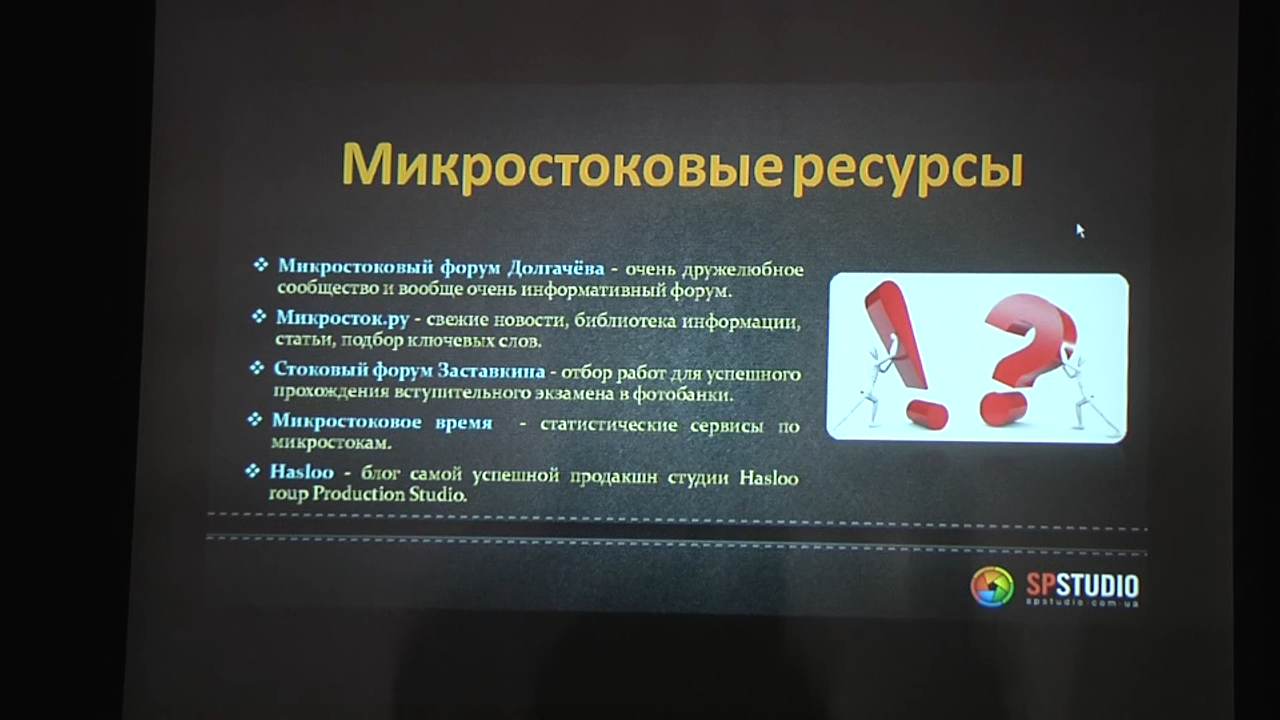 Микростоковые ресурсы
❖ Микростоковый форум Долгачёва - очень дружелюбное
сообщество и вообще очень информативный форум.
❖ Микросток.ру - свежие новости, библиотека информации,
статьи, подбор ключевых слов.
❖ Стоковый форум Заставкина - отбор работ для успешного
прохождения вступительного экзамена в фотобанки.
❖ Микростоковое время - статистические сервисы по
микростокам.
❖ Hasloo - блог самой успешной продакшн студии Hasloo
roup Production Studio.
SPSTUDIO
spstudio.com.ua